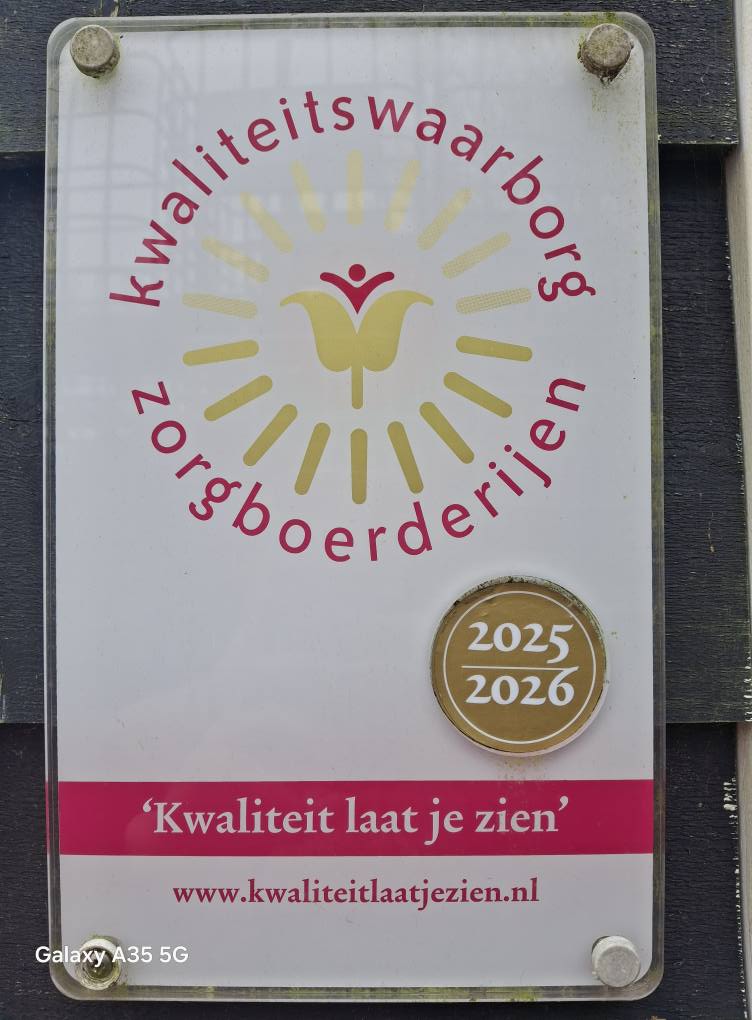 kwaliteitswaarborg
zorgboerderijen
2025
2026
‘Kwaliteit laat je zien’
www.kwaliteitlaatjezien.nl
Galaxy A35 5G